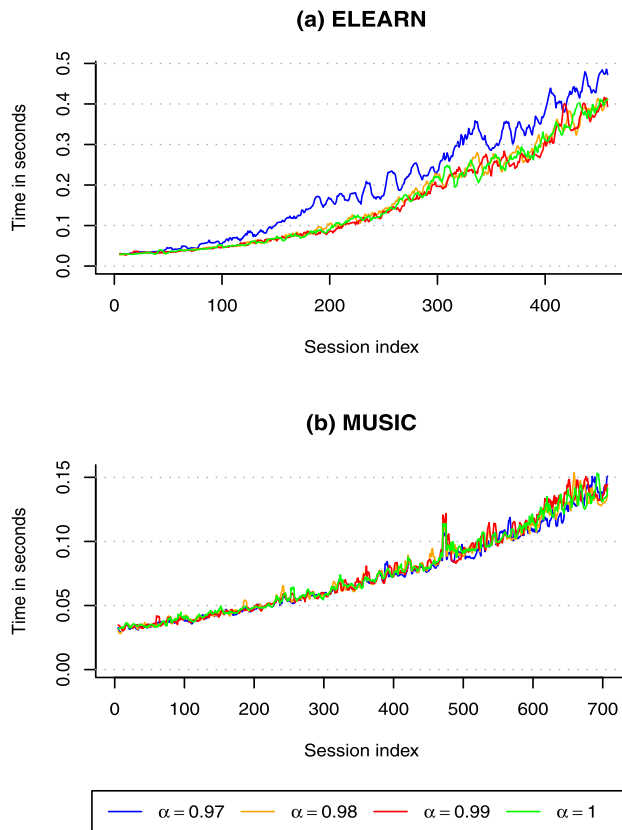 (a) ELEARN
Time in seconds
0.5
0.4
0.3
0.2
0.1
0.0
0 100 200 300 400
Session index
(b) MUSIC
Time in seconds
0.15
0.10
0.05
0.00
0 100 200 300 400 500 600 700
Session index
α = 0.97 α = 0.98 α = 0.99 α = 1